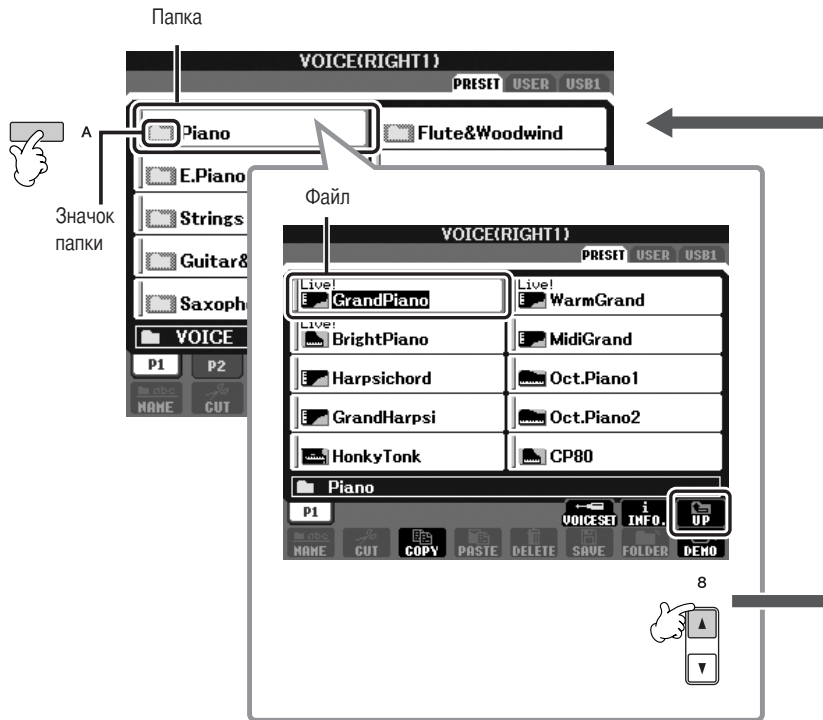 Папка
VOICE(RIGHT1)
PRESET USER USB1
A
Piano
Flute&Woodwind
E.Piano
Значок
папки
Strings
Guitar&
Saxoph
VOICE
P1 P2
NAME CUT
Файл
VOICE(RIGHT1)
PRESET USER USB1
Live! GrandPiano
Live! WarmGrand
Live! BrightPiano
MidiGrand
Harpsichord
Oct.Piano1
GrandHarpsi
Oct.Piano2
HonkyTonk
CP80
Piano
P1
VOICESET INFO. UP
NAME CUT COPY PASTE DELETE SAVE FOLDER DEMO
8